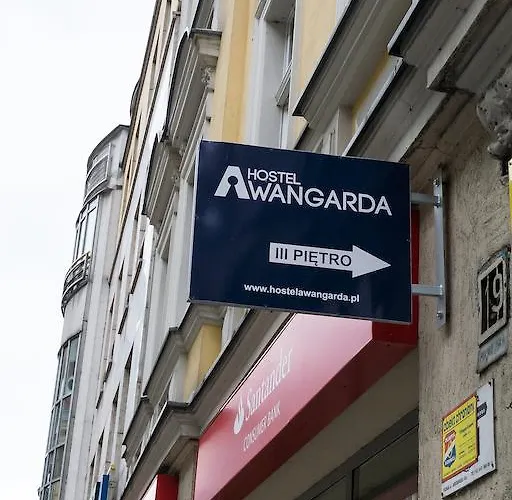 HOSTEL
AWANGARDA
III PIĘTRO
www.hostelawangarda.pl
Santander
CONSUMER BANK
19